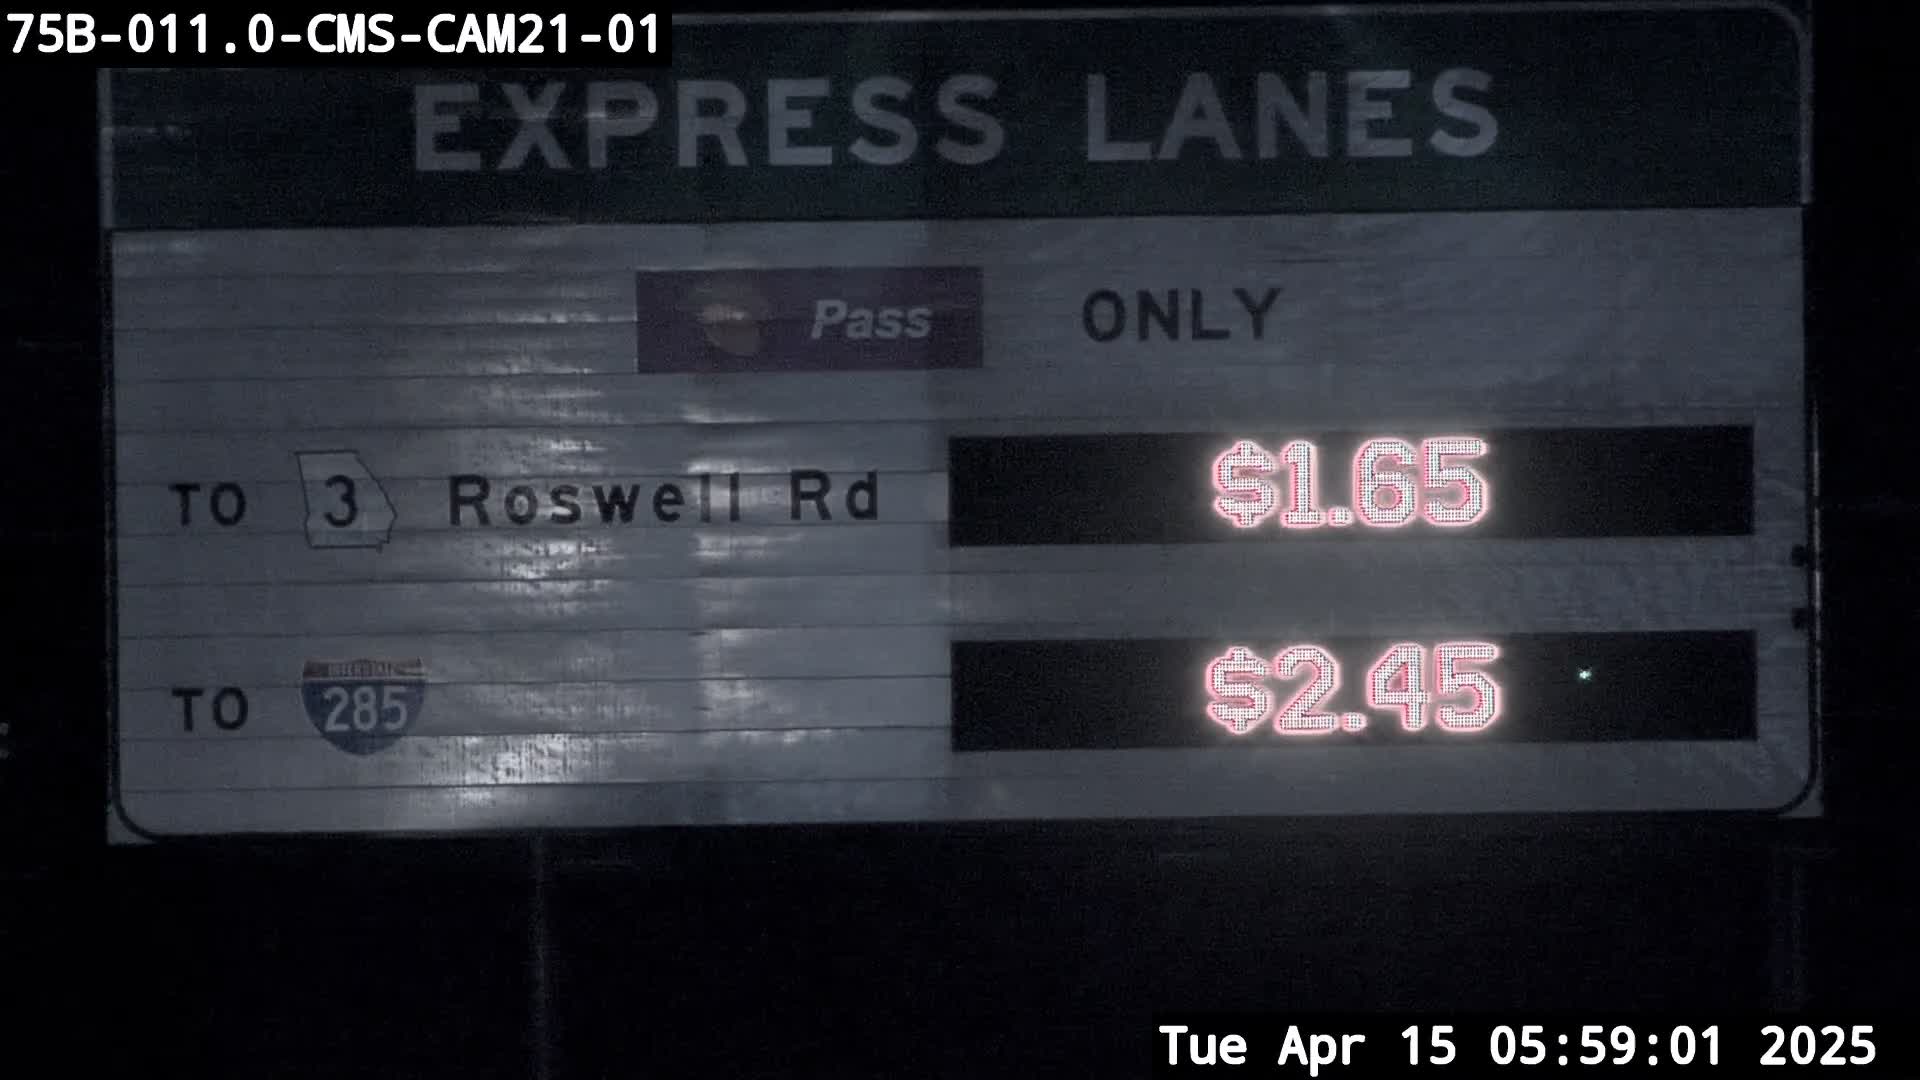 75B-011.0-CMS-CAM21-01
EXPRESS LANES
Pass ONLY
TO 3 Roswell Rd $1.65
INTERSTATE
TO 285 $2.45
Tue Apr 15 05:59:01 2025